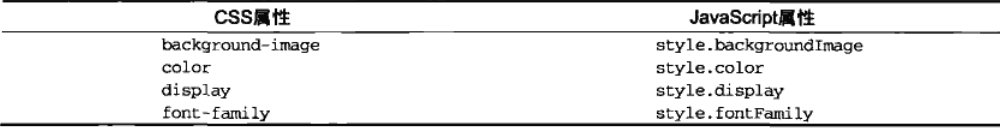 CSS属性 JavaScript属性
background-image style.backgroundImage
color style.color
display style.display
font-family style.fontFamily